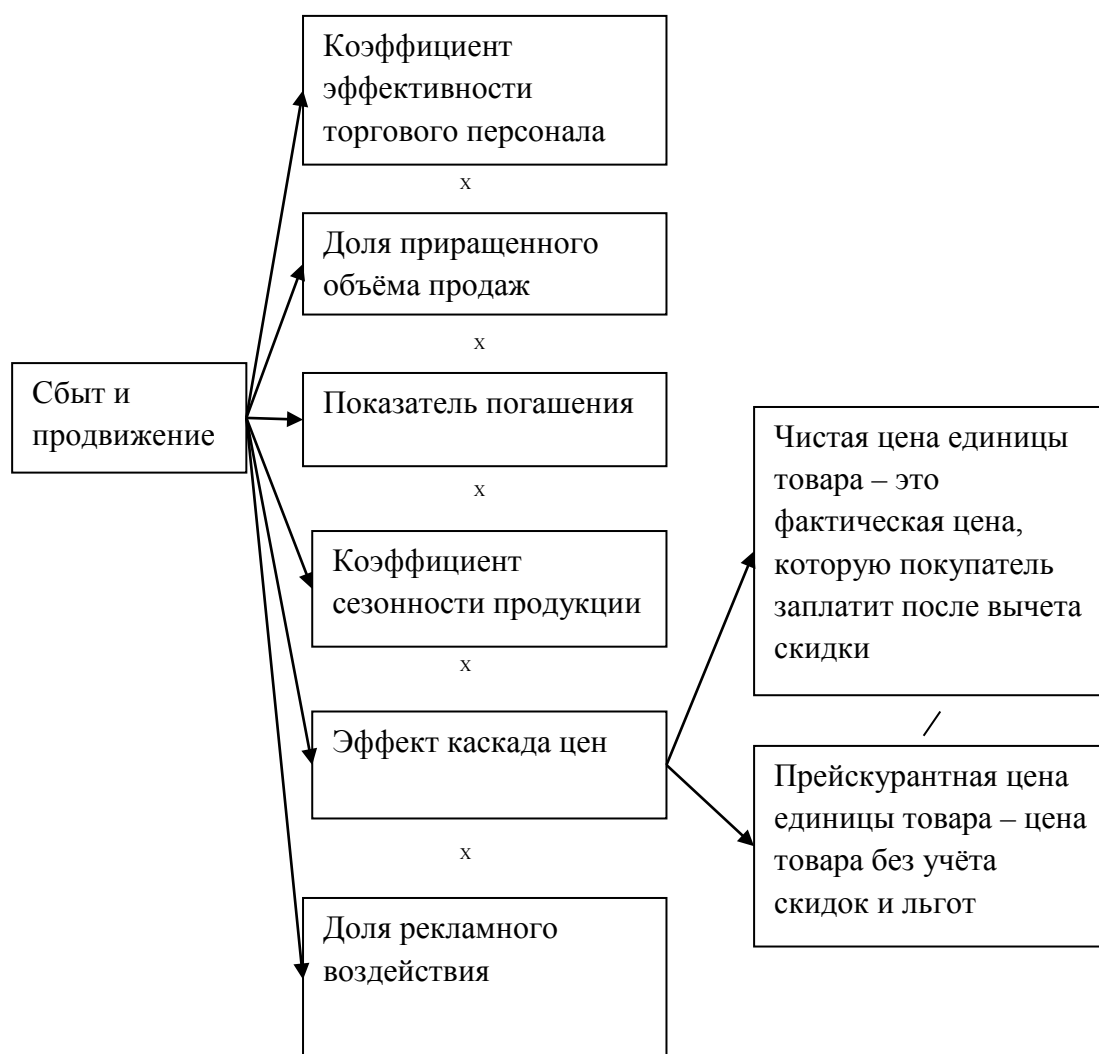 Коэффициент
эффективности
торгового персонала
х
Доля приращенного
объёма продаж
х
Сбыт и
продвижение
Показатель погашения
х
Коэффициент
сезонности продукции
х
Эффект каскада цен
х
Доля рекламного
воздействия
Чистая цена единицы
товара – это
фактическая цена,
которую покупатель
заплатит после вычета
скидки
/
Прейскурантная цена
единицы товара – цена
товара без учёта
скидок и льгот